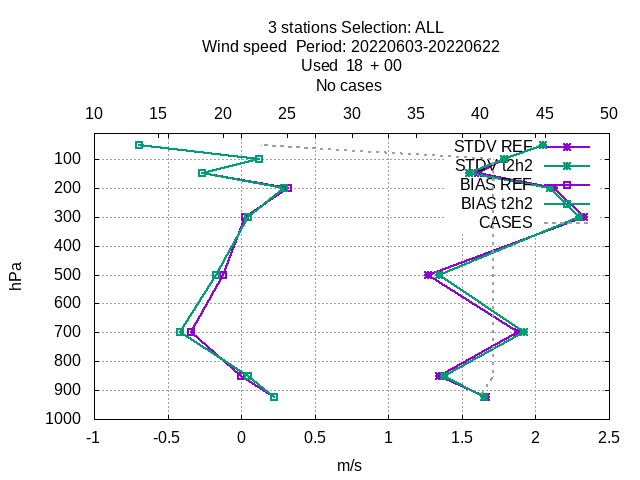 3 stations Selection: ALL
Wind speed  Period: 20220603-20220622
Used  18  + 00
No cases
10 15 20 25 30 35 40 45 50
STDV REF
STDV t2h2
BIAS REF
BIAS t2h2
CASES
100
200
300
400
500
600
700
800
900
1000
hPa
-1 -0.5 0 0.5 1 1.5 2 2.5
m/s